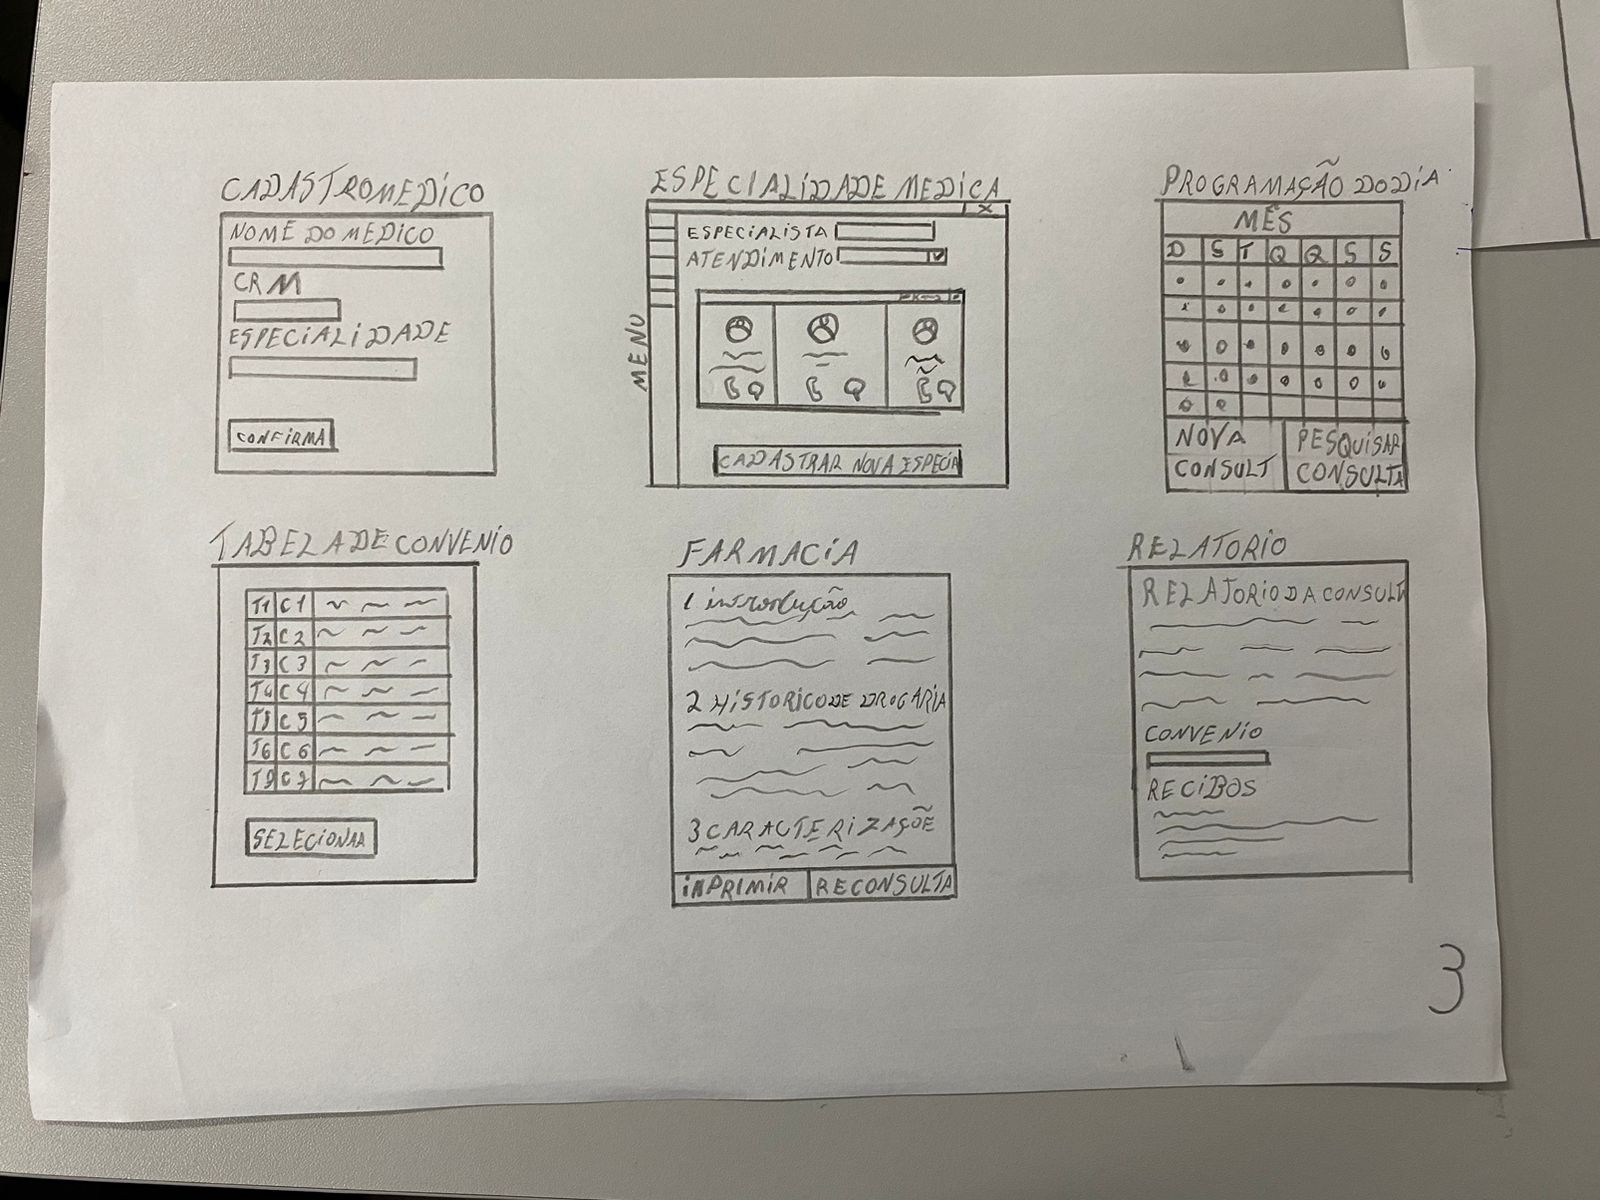 CADASTRO MEDICO
NOME DO MEDICO
CRM
ESPECIALIDADE
CONFIRMA
ESPECIALIDADE MEDICA
X
ESPECIALISTA
ATENDIMENTO
MENU
CADASTRAR NOVA ESPECIA
PROGRAMAÇÃO DO DIA
MÊS
D S T Q Q S S
NOVA
CONSULT
PESQUISAR
CONSULTA
TABELA DE CONVENIO
T1 C1
T2 C2
T3 C3
T4 C4
T5 C5
T6 C6
T7 C7
SELECIONAR
FARMACIA
1 introdução
2 HISTORICO DE DROGARIA
3 CARACTERIZAÇÕE
IMPRIMIR
RECONSULTA
RELATORIO
RELATORIO DA CONSULT
CONVENIO
RECIBOS
3